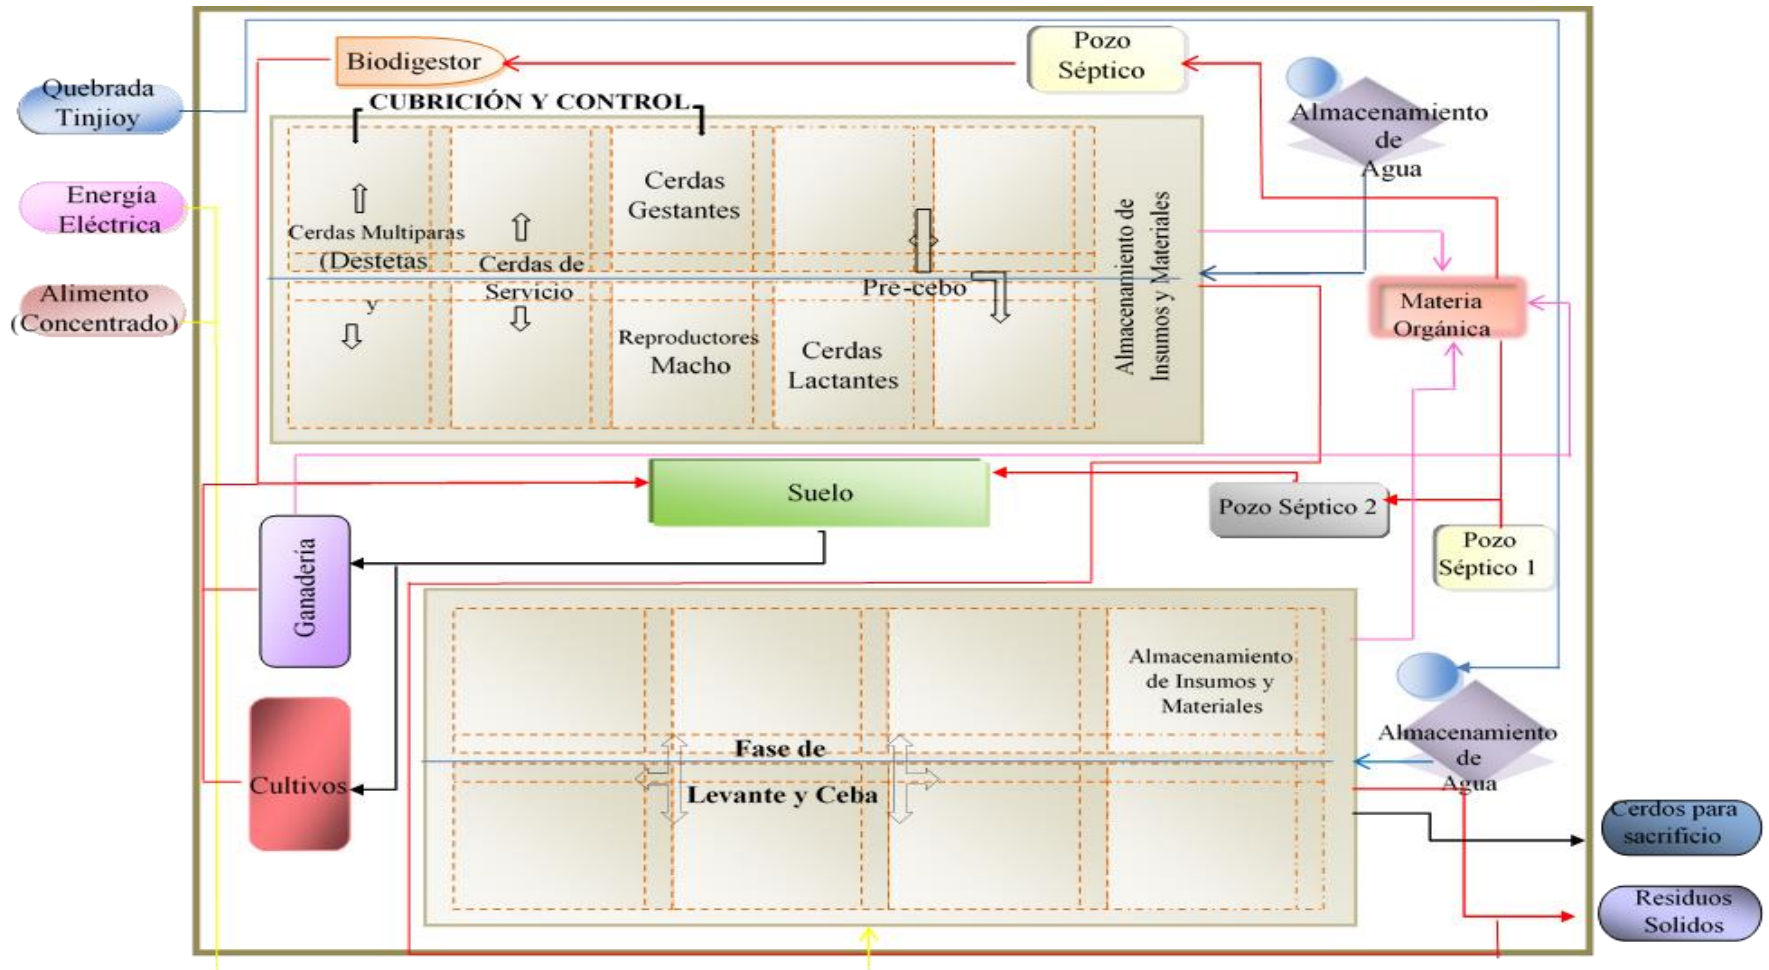 Quebrada
Tinjioy
Energía
Eléctrica
Alimento
(Concentrado)
Biodigestor
Pozo
Séptico
Almacenamiento
de
Agua
CUBRICIÓN Y CONTROL
Cerdas Multiparas
(Destetas
y
Cerdas de
Servicio
Cerdas
Gestantes
Reproductores
Macho
Cerdas
Lactantes
Pre-cebo
Almacenamiento de
Insumos y Materiales
Materia
Orgánica
Suelo
Pozo Séptico 2
Pozo
Séptico 1
Ganadería
Cultivos
Almacenamiento
de Insumos y
Materiales
Fase de
Levante y Ceba
Almacenamiento
de
Agua
Cerdos para
sacrificio
Residuos
Solidos